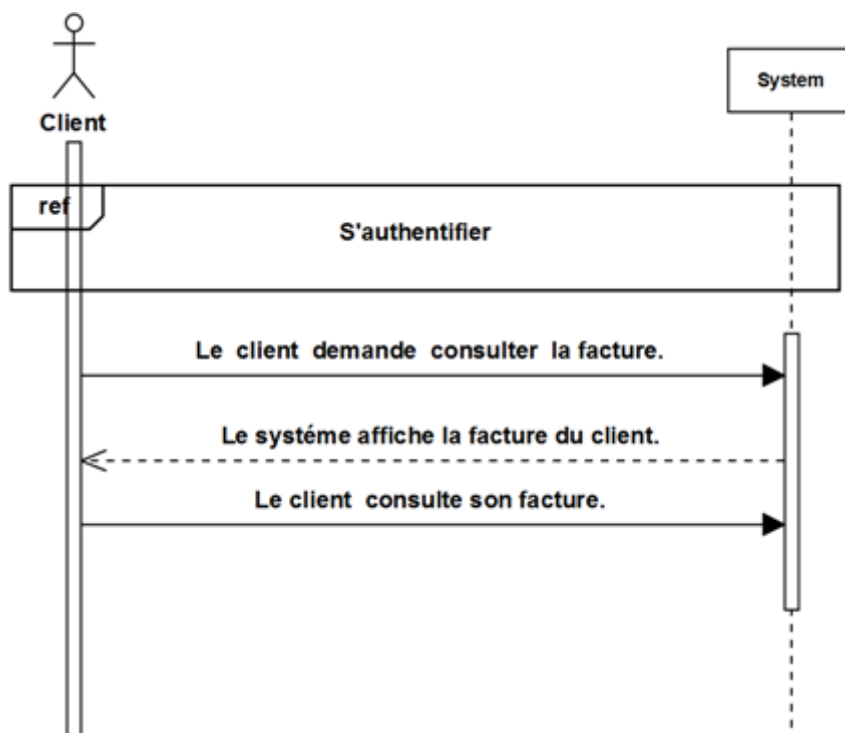 Client
System
ref
S'authentifier
Le client demande consulter la facture.
Le systéme affiche la facture du client.
Le client consulte son facture.